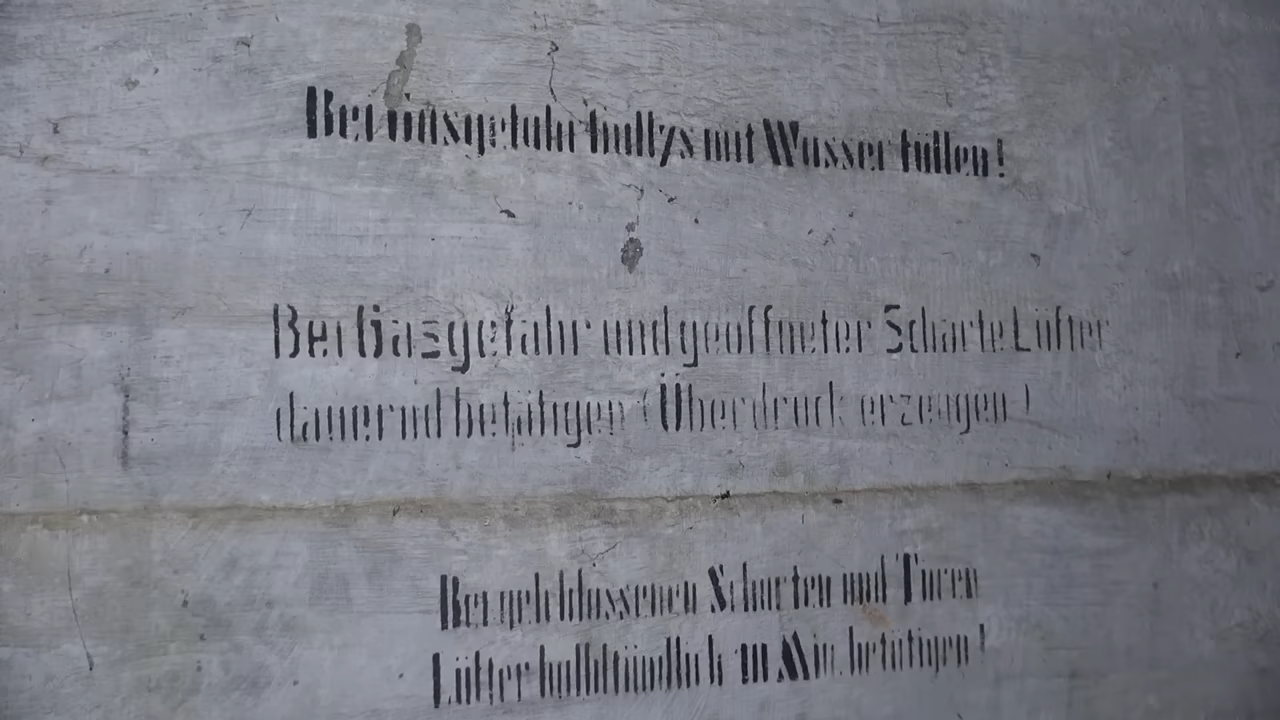 Bei Gasgefahr mit Wasser füllen!
Bei Gasgefahr und geöffneter Scharte Lüfter
dauernd betätigen (Überdruck erzeugen)
Bei geschlossenen Scharten und Türen
Lüfter halbstündlich 10 Min. betätigen!